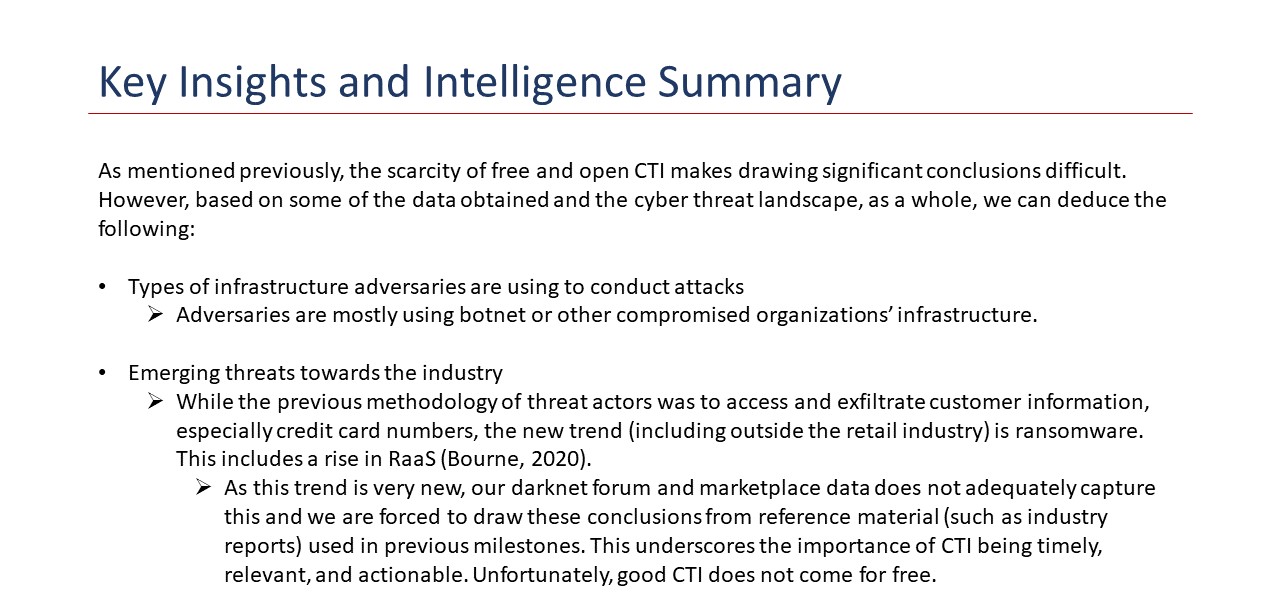 Key Insights and Intelligence Summary
As mentioned previously, the scarcity of free and open CTI makes drawing significant conclusions difficult.
However, based on some of the data obtained and the cyber threat landscape, as a whole, we can deduce the
following:
• Types of infrastructure adversaries are using to conduct attacks
➢ Adversaries are mostly using botnet or other compromised organizations’ infrastructure.
• Emerging threats towards the industry
➢ While the previous methodology of threat actors was to access and exfiltrate customer information,
especially credit card numbers, the new trend (including outside the retail industry) is ransomware.
This includes a rise in RaaS (Bourne, 2020).
➢ As this trend is very new, our darknet forum and marketplace data does not adequately capture
this and we are forced to draw these conclusions from reference material (such as industry
reports) used in previous milestones. This underscores the importance of CTI being timely,
relevant, and actionable. Unfortunately, good CTI does not come for free.